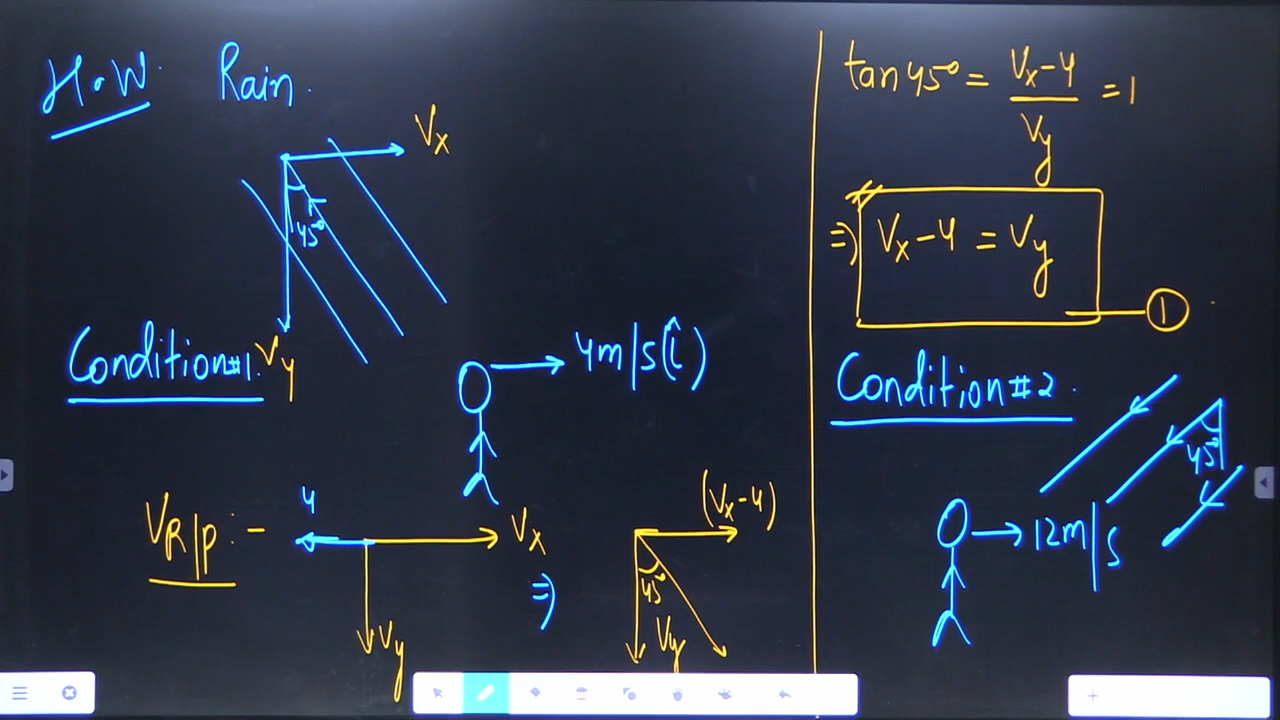 H.W. Rain.
Vx
45°
Vy
Condition#1.
4m/s(î)
VR/p :-
4
Vx
Vy
⇒
(Vx-4)
45°
Vy
tan45° = Vx-4/Vy = 1
⇒ Vx-4 = Vy
1
Condition#2.
45°
12m/s